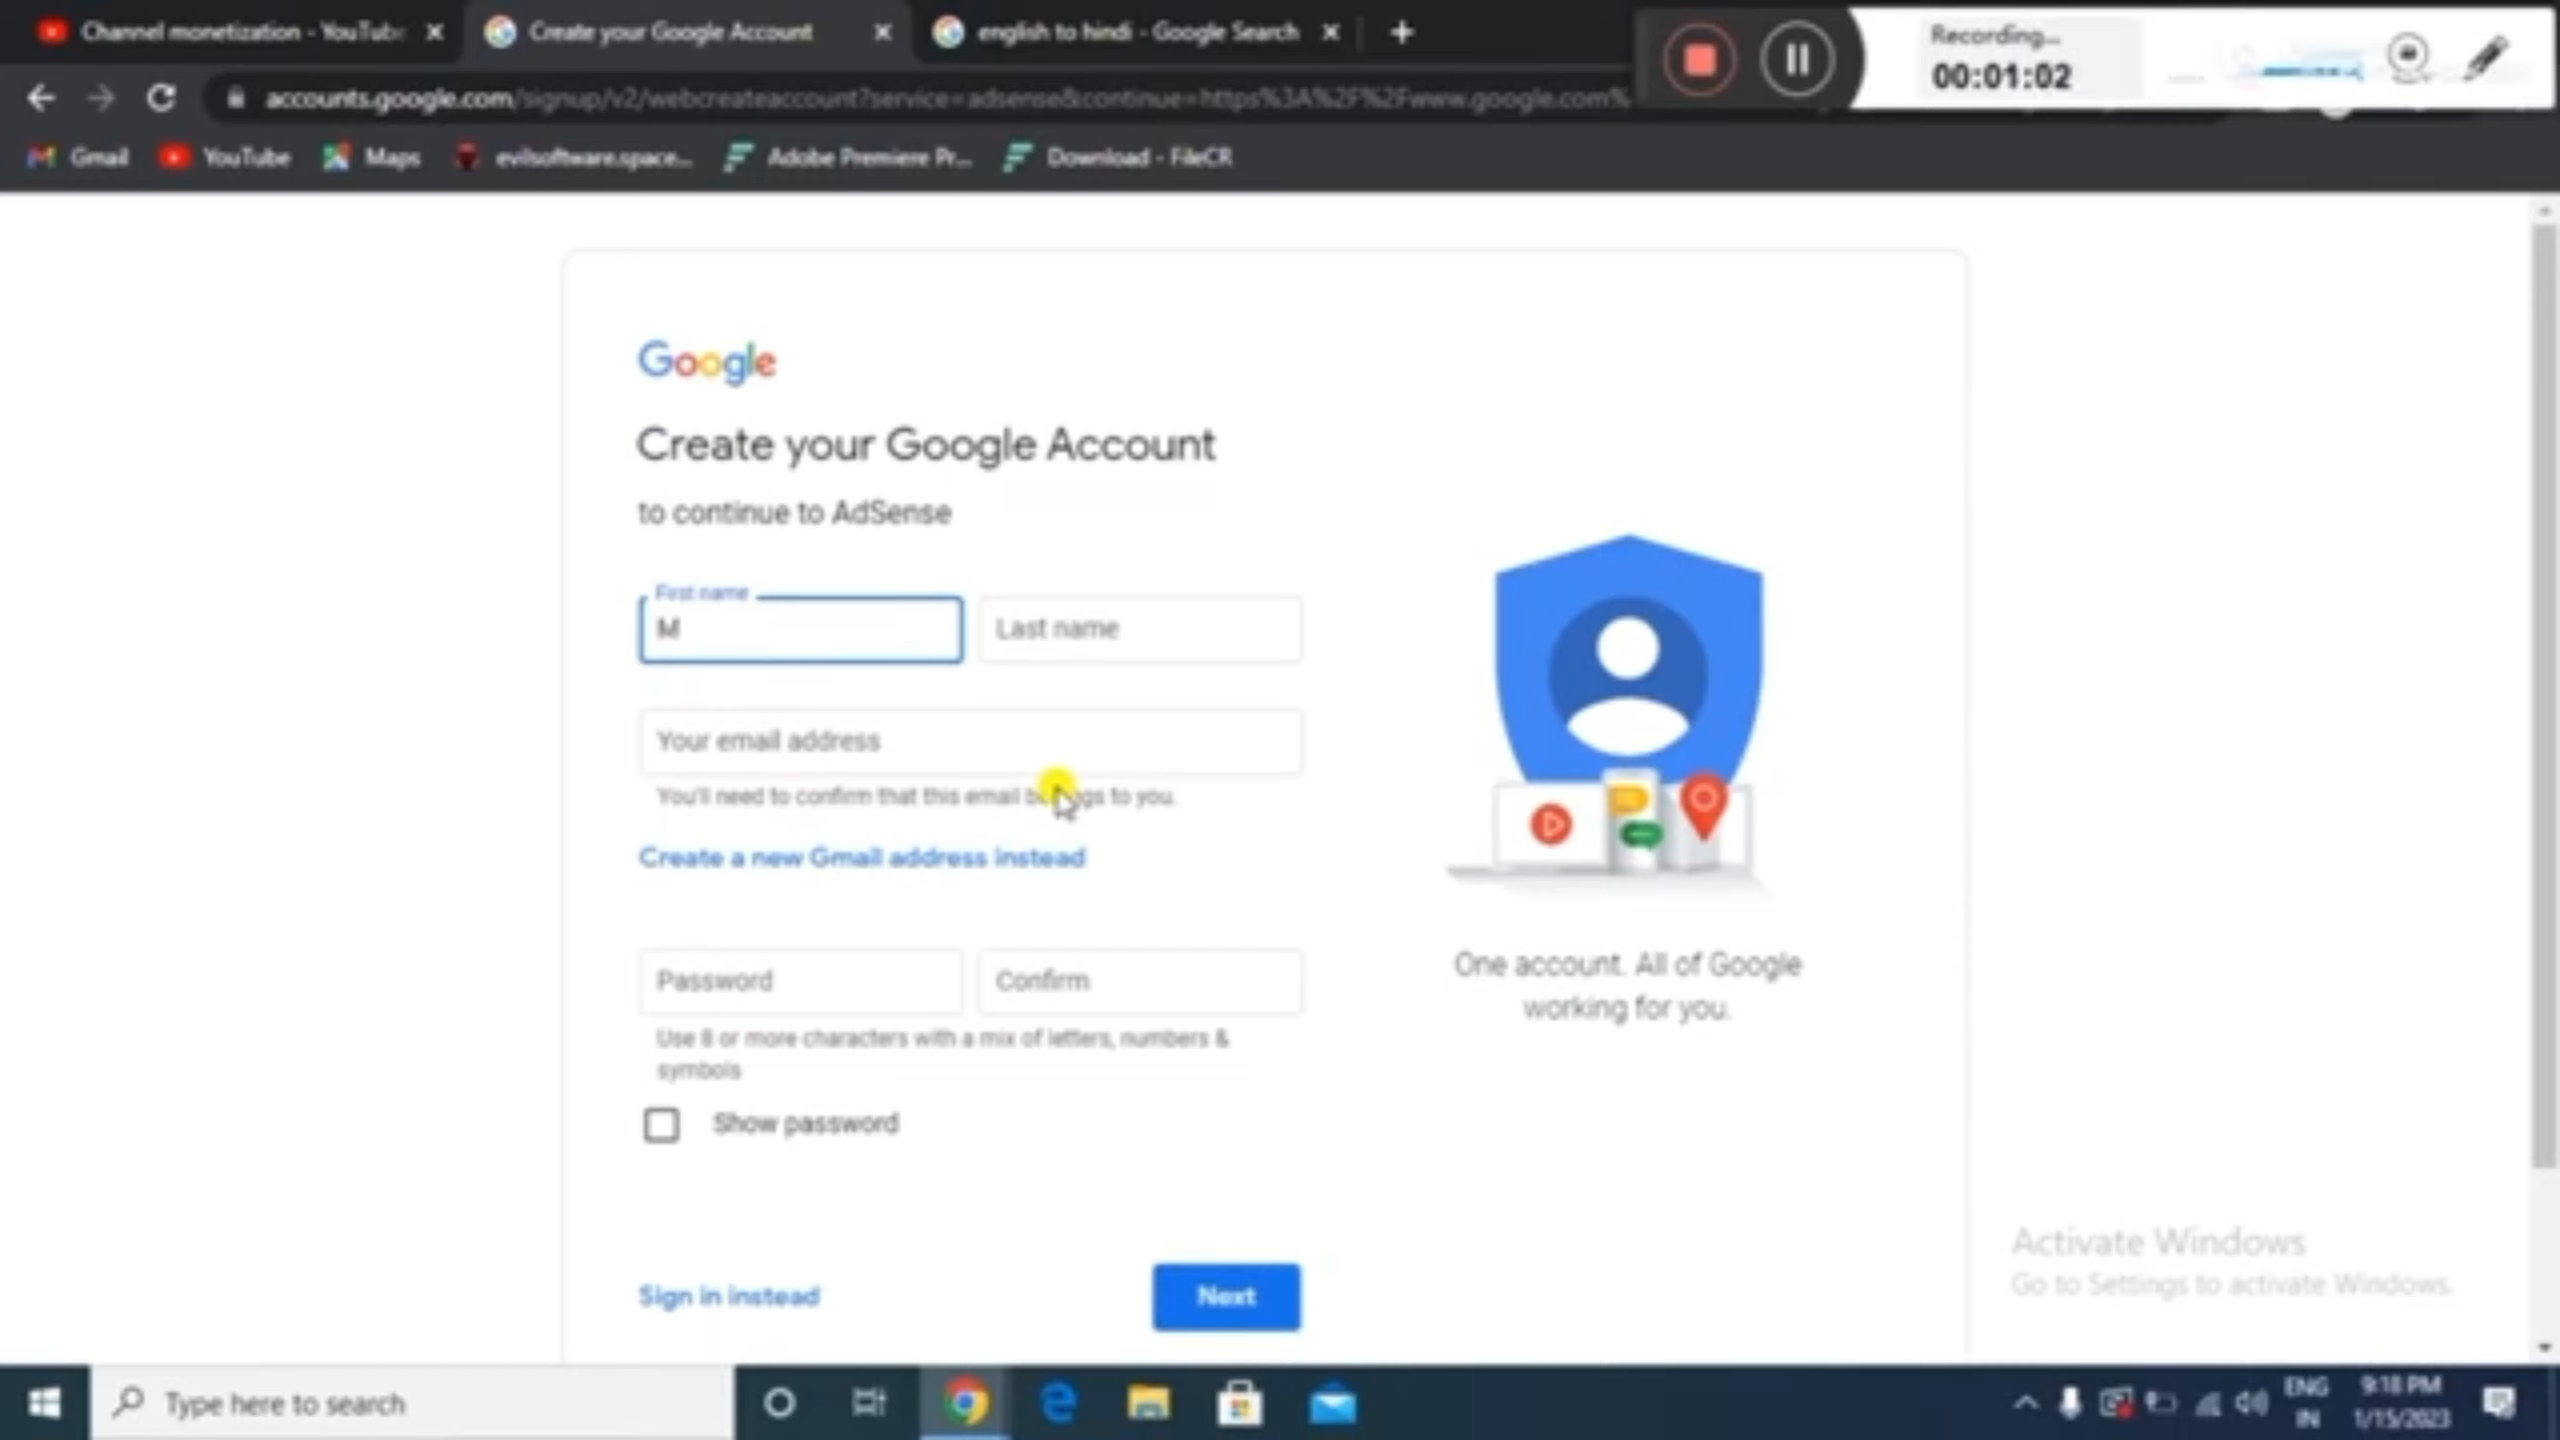 Channel monetization - YouTube
Create your Google Account
english to hindi - Google Search
Recording...
00:01:02
accounts.google.com/signup/v2/webcreateaccount?service=adsense&continue=https%3A%2F%2Fwww.google.com%
Gmail
YouTube
Maps
evilsoftware.space...
Adobe Premiere Pr...
Download - FileCR
Google
Create your Google Account
to continue to AdSense
First name
M
Last name
Your email address
You'll need to confirm that this email to you.
Create a new Gmail address instead
Password
Confirm
Use 8 or more characters with a mix of letters, numbers &
symbols
Show password
One account. All of Google
working for you.
Sign in instead
Next
Activate Windows
Go to Settings to activate Windows.
Type here to search
ENG
IN
9:18 PM
1/15/2023